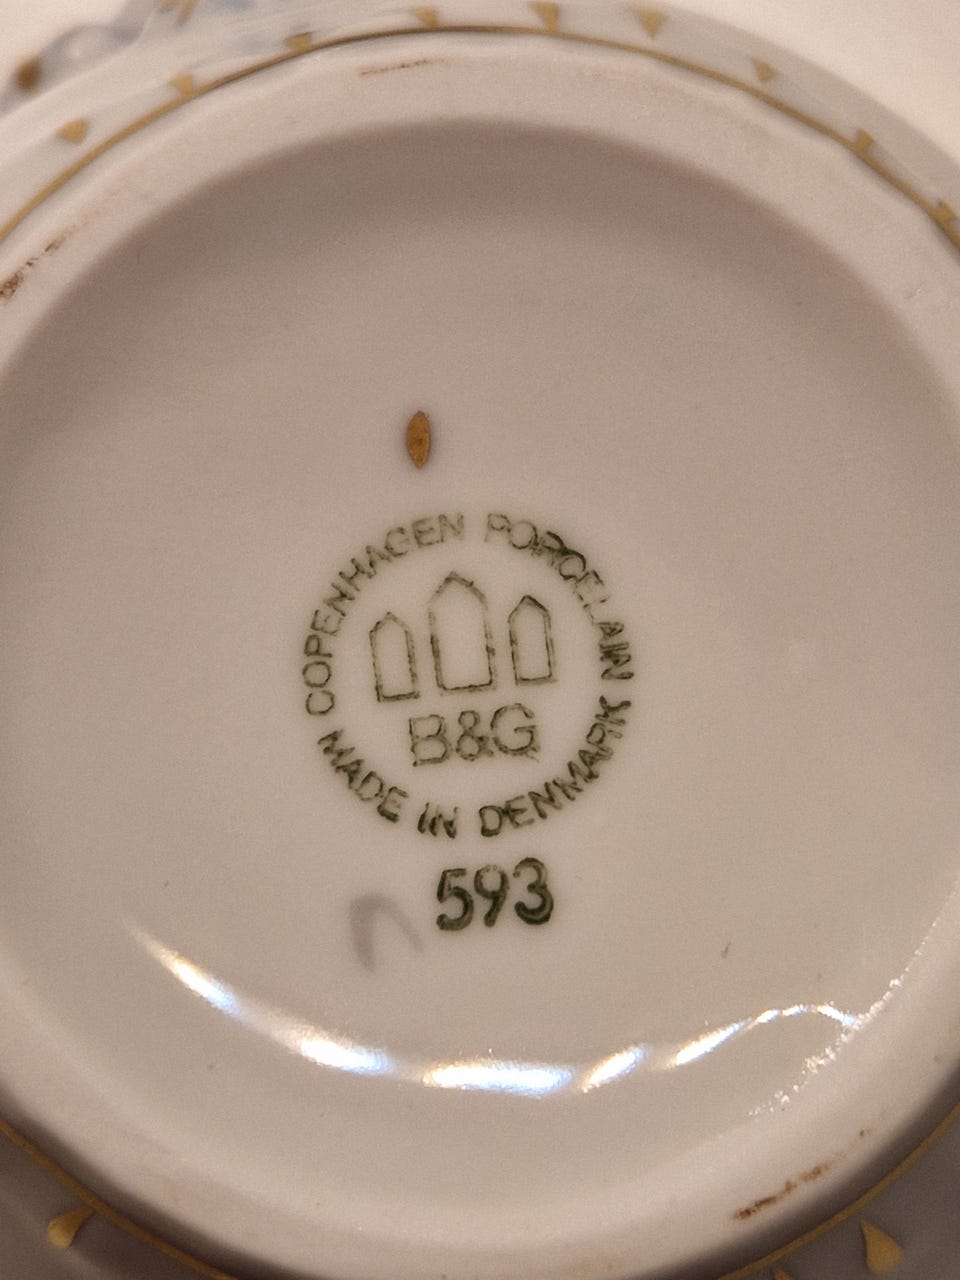 COPENHAGEN PORCELAIN
B&G
MADE IN DENMARK
593